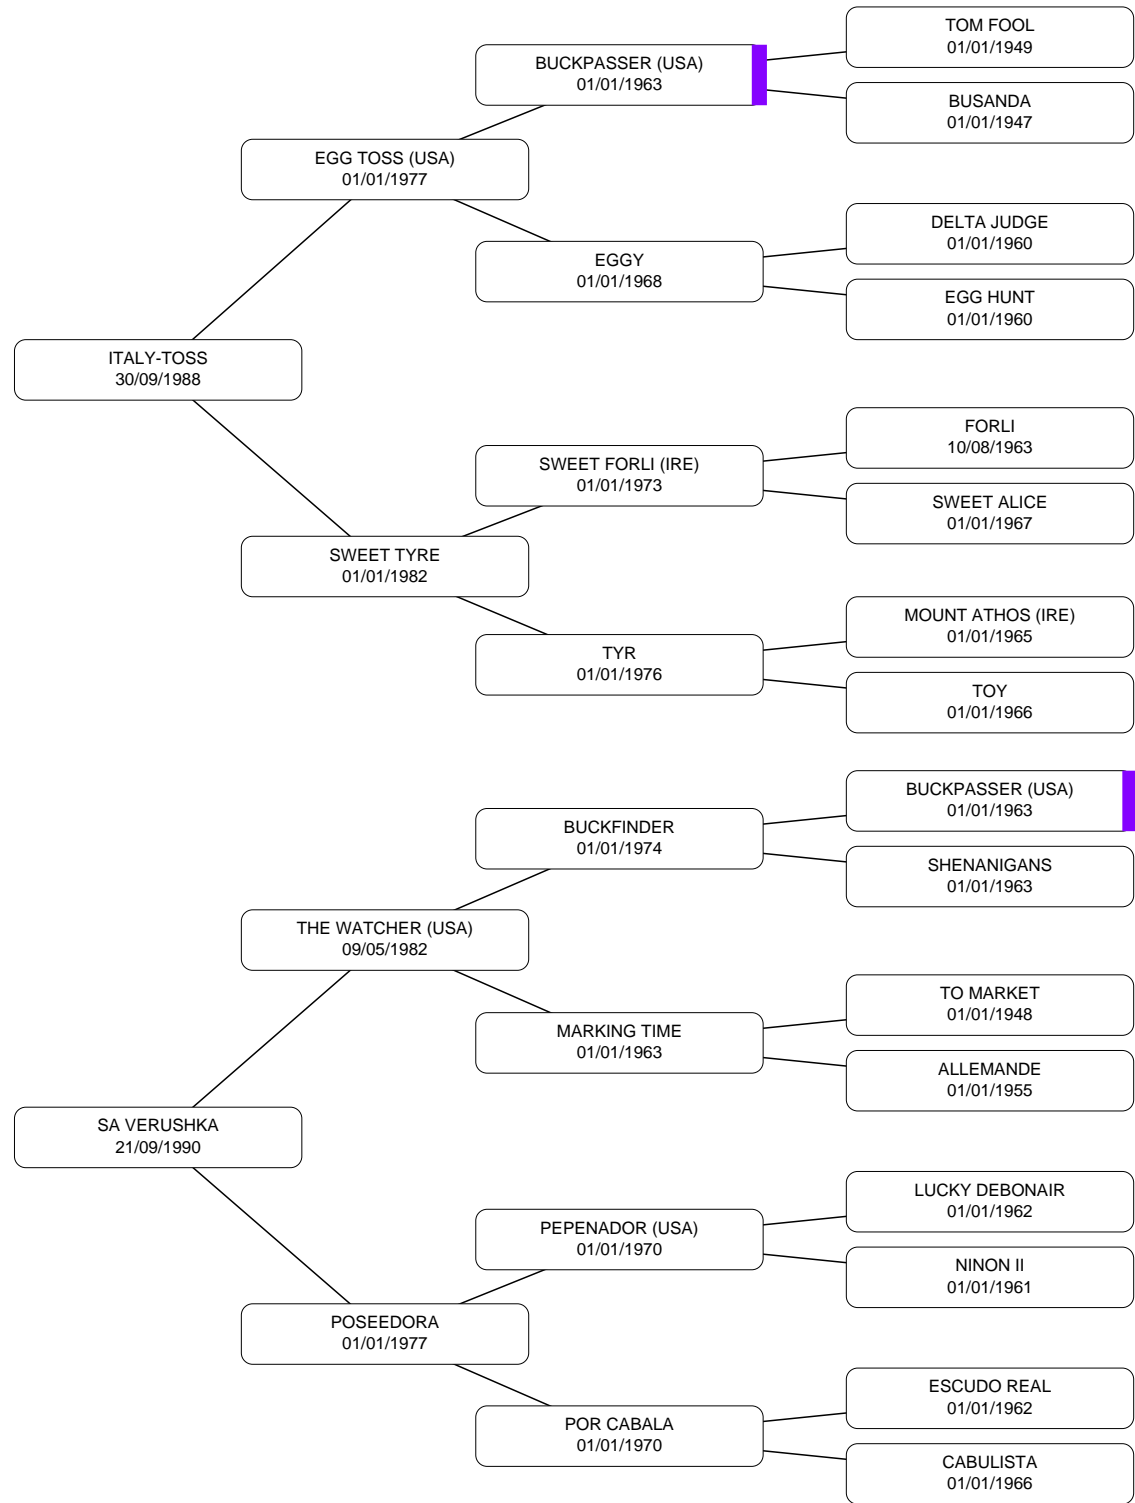 TOM FOOL
01/01/1949
BUCKPASSER (USA)
01/01/1963
BUSANDA
01/01/1947
EGG TOSS (USA)
01/01/1977
DELTA JUDGE
01/01/1960
EGGY
01/01/1968
EGG HUNT
01/01/1960
ITALY-TOSS
30/09/1988
FORLI
10/08/1963
SWEET FORLI (IRE)
01/01/1973
SWEET ALICE
01/01/1967
SWEET TYRE
01/01/1982
MOUNT ATHOS (IRE)
01/01/1965
TYR
01/01/1976
TOY
01/01/1966
BUCKPASSER (USA)
01/01/1963
BUCKFINDER
01/01/1974
SHENANIGANS
01/01/1963
THE WATCHER (USA)
09/05/1982
TO MARKET
01/01/1948
MARKING TIME
01/01/1963
ALLEMANDE
01/01/1955
SA VERUSHKA
21/09/1990
LUCKY DEBONAIR
01/01/1962
PEPENADOR (USA)
01/01/1970
NINON II
01/01/1961
POSEEDORA
01/01/1977
ESCUDO REAL
01/01/1962
POR CABALA
01/01/1970
CABULISTA
01/01/1966